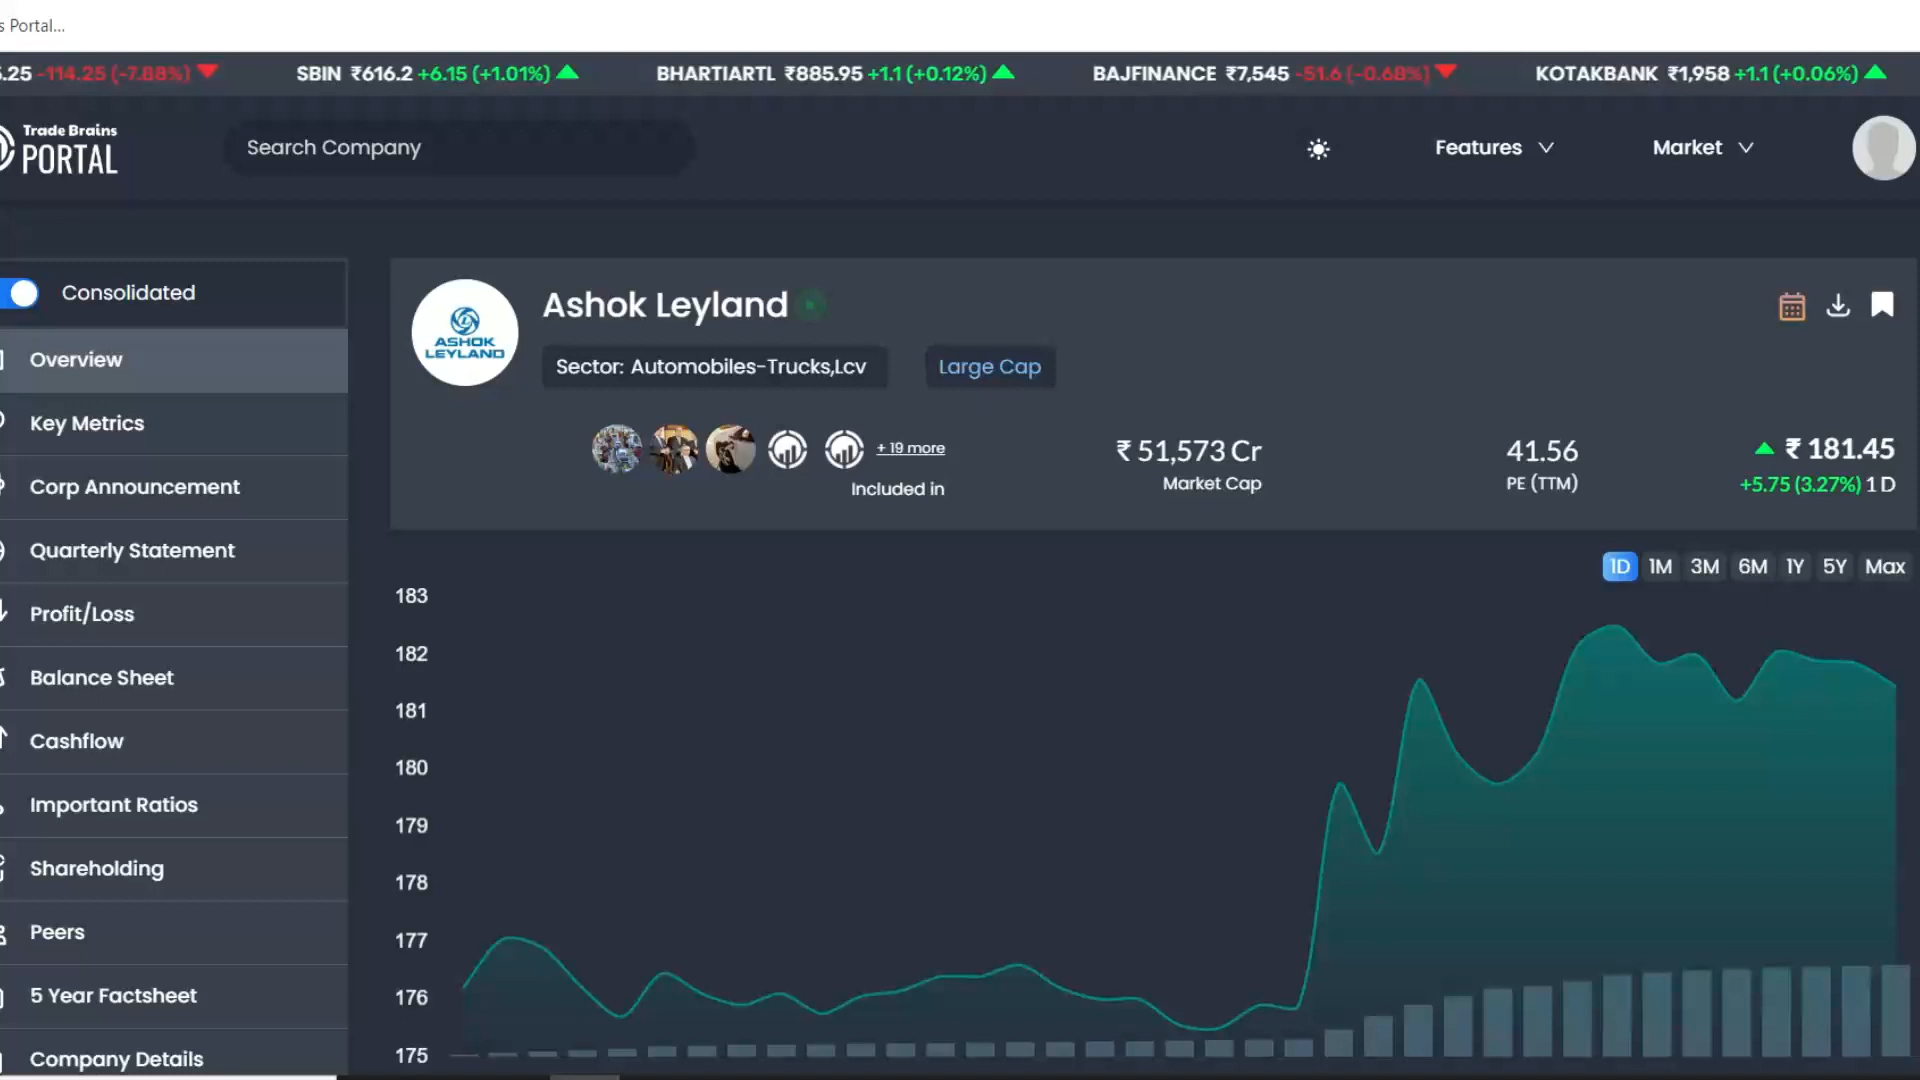 s Portal...
5.25 -114.25 (-7.88%) SBIN ₹616.2 +6.15 (+1.01%) BHARTIARTL ₹885.95 +1.1 (+0.12%) BAJFINANCE ₹7,545 -51.6 (-0.68%) KOTAKBANK ₹1,958 +1.1 (+0.06%)
Trade Brains
PORTAL
Search Company
Features
Market
Consolidated
Overview
Key Metrics
Corp Announcement
Quarterly Statement
Profit/Loss
Balance Sheet
Cashflow
Important Ratios
Shareholding
Peers
5 Year Factsheet
Company Details
ASHOK
LEYLAND
Ashok Leyland
Sector: Automobiles-Trucks,Lcv
Large Cap
+ 19 more
Included in
₹ 51,573 Cr
Market Cap
41.56
PE (TTM)
₹ 181.45
+5.75 (3.27%) 1 D
1D 1M 3M 6M 1Y 5Y Max
183
182
181
180
179
178
177
176
175